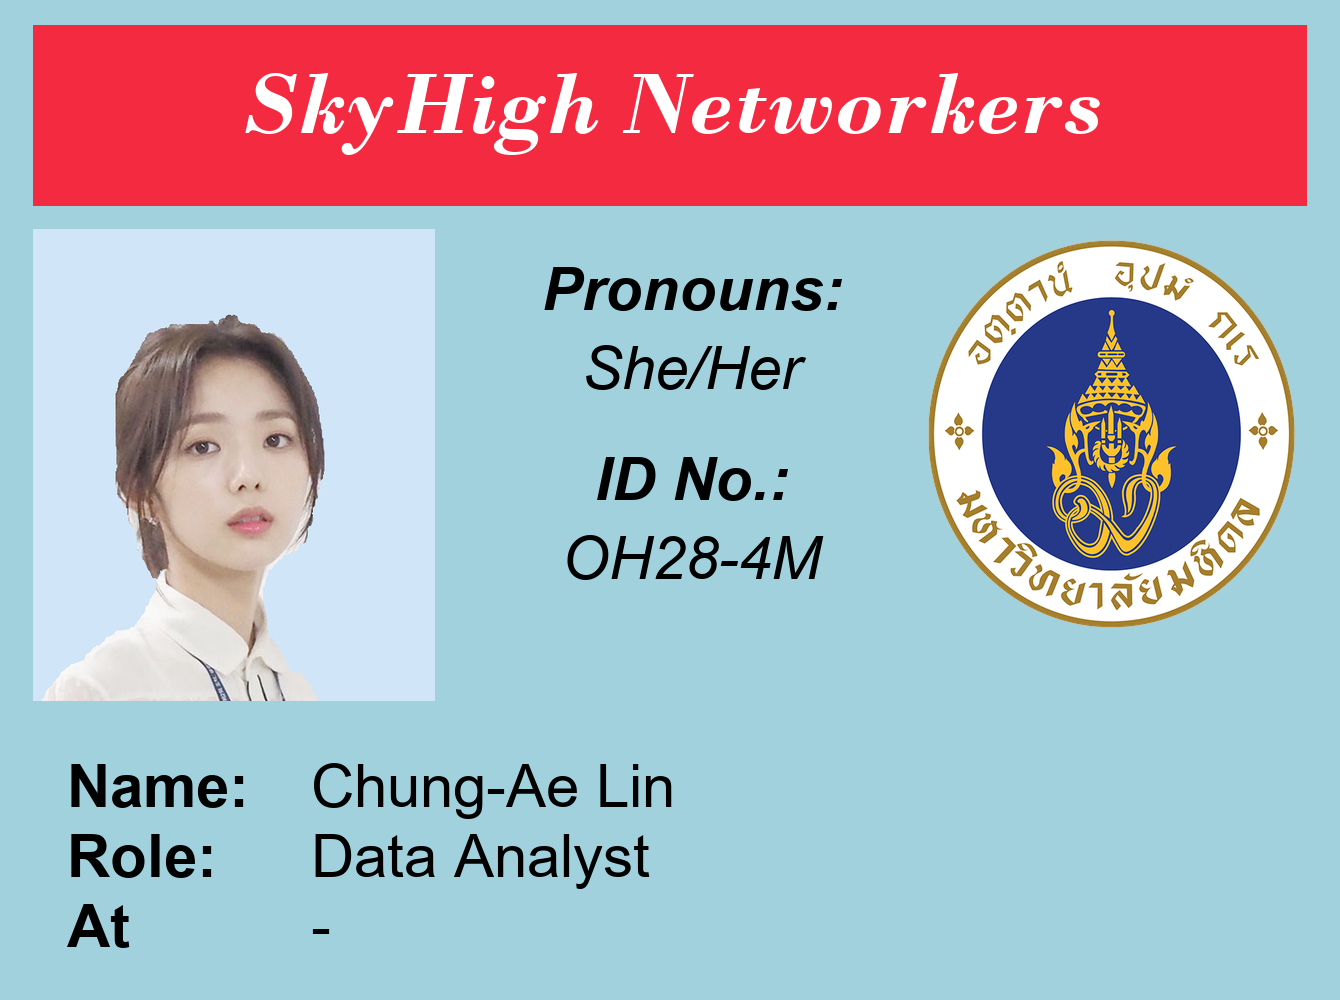 SkyHigh Networkers
Pronouns:
She/Her
ID No.:
OH28-4M
อตฺตานํ อุปมํ กเร
มหาวิทยาลัยมหิดล
Name: Chung-Ae Lin
Role: Data Analyst
At -